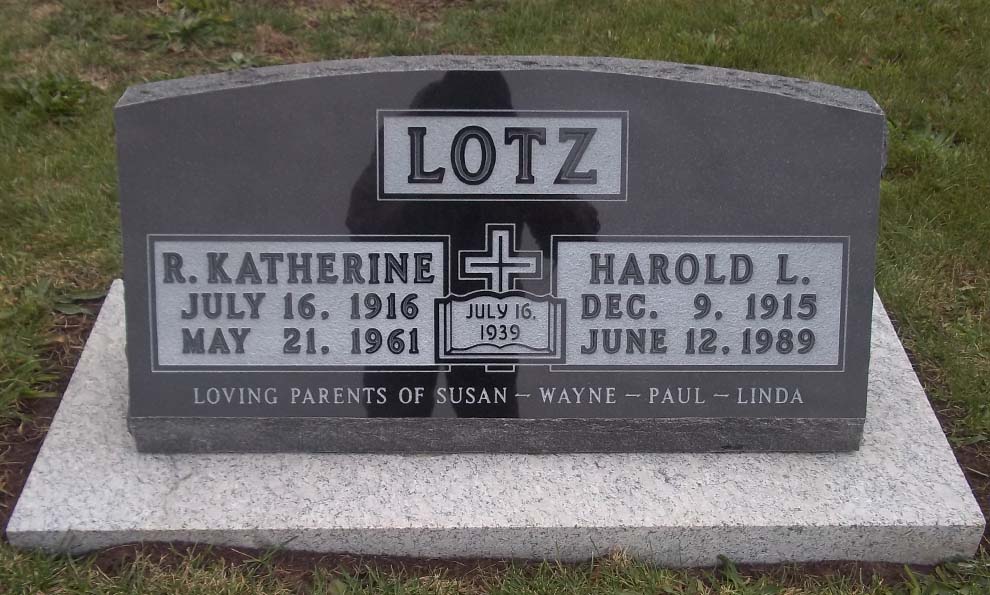 LOTZ
R. KATHERINE
JULY 16, 1916
MAY 21, 1961
JULY 16,
1939
HAROLD L.
DEC. 9, 1915
JUNE 12, 1989
LOVING PARENTS OF SUSAN ~ WAYNE ~ PAUL ~ LINDA